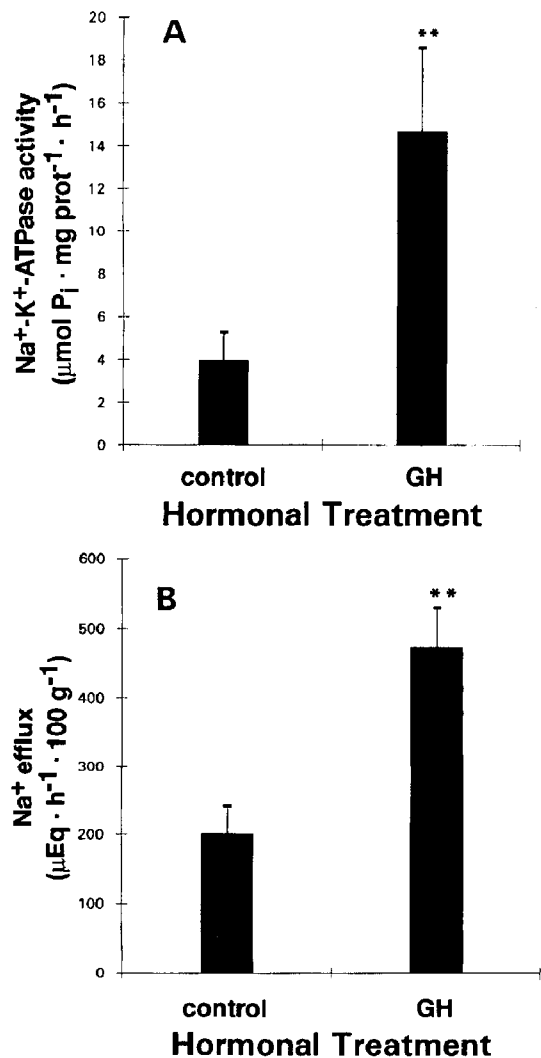 A
**
Na⁺-K⁺-ATPase activity
(μmol Pᵢ · mg prot⁻¹ · h⁻¹)
20
18
16
14
12
10
8
6
4
2
0
control GH
Hormonal Treatment
B
**
Na⁺ efflux
(μEq · h⁻¹ · 100 g⁻¹)
600
500
400
300
200
100
0
control GH
Hormonal Treatment